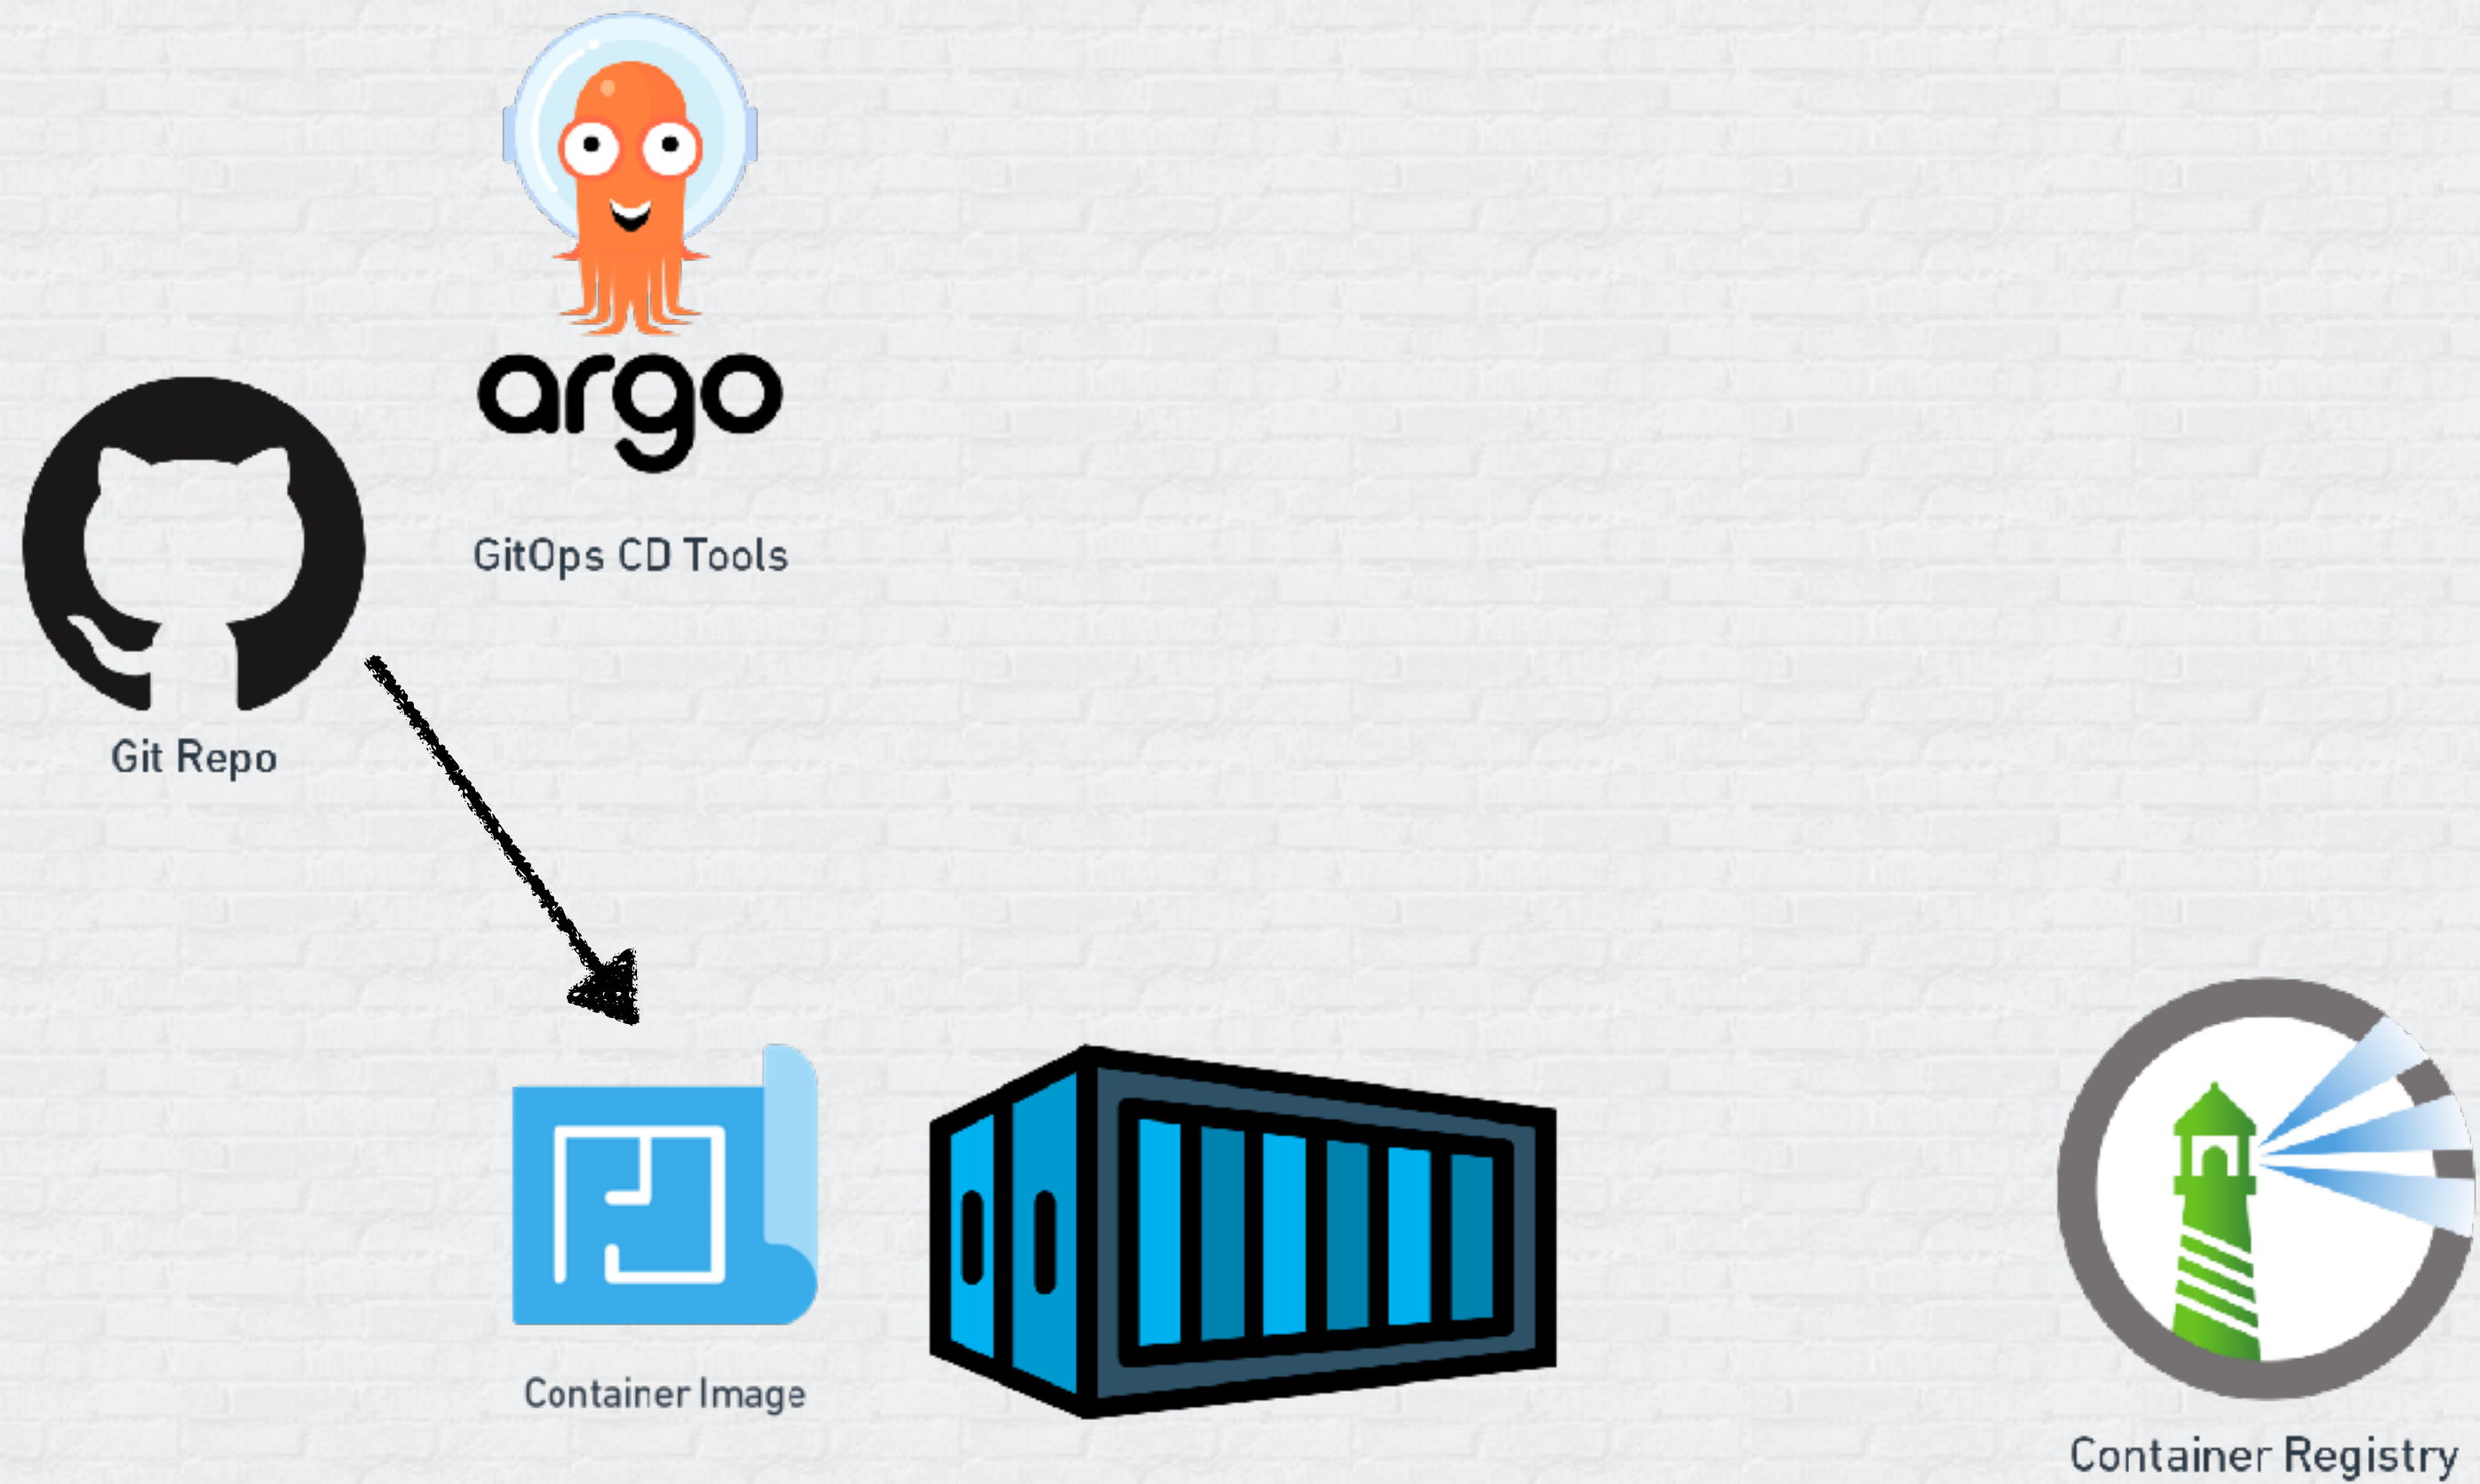 argo
GitOps CD Tools
Git Repo
Container Image
Container Registry